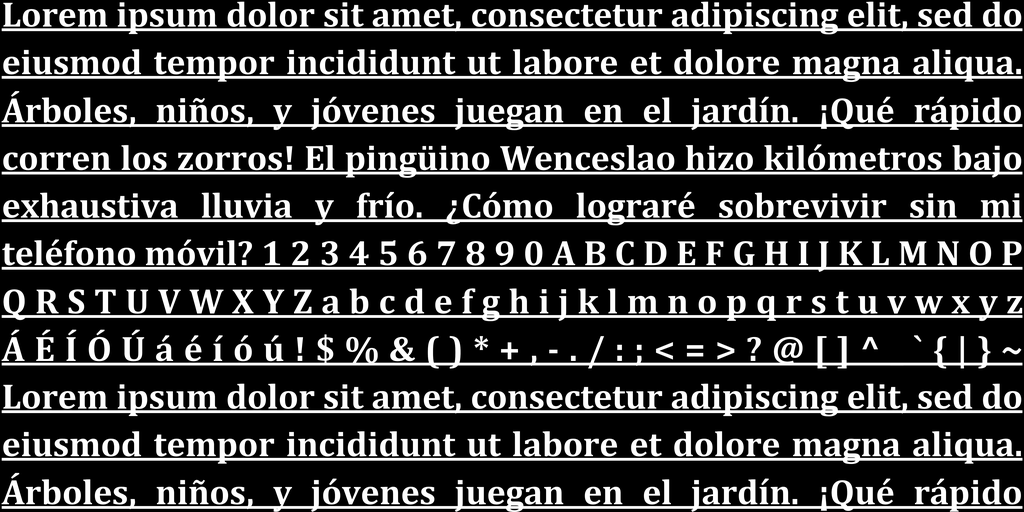 Lorem ipsum dolor sit amet, consectetur adipiscing elit, sed do
eiusmod tempor incididunt ut labore et dolore magna aliqua.
Árboles, niños, y jóvenes juegan en el jardín. ¡Qué rápido
corren los zorros! El pingüino Wenceslao hizo kilómetros bajo
exhaustiva lluvia y frío. ¿Cómo lograré sobrevivir sin mi
teléfono móvil? 1 2 3 4 5 6 7 8 9 0 A B C D E F G H I J K L M N O P
Q R S T U V W X Y Z a b c d e f g h i j k l m n o p q r s t u v w x y z
Á É Í Ó Ú á é í ó ú ! $ % & ( ) * + , - . / : ; < = > ? @ [ ] ^ ` { | } ~
Lorem ipsum dolor sit amet, consectetur adipiscing elit, sed do
eiusmod tempor incididunt ut labore et dolore magna aliqua.
Árboles, niños, y jóvenes juegan en el jardín. ¡Qué rápido